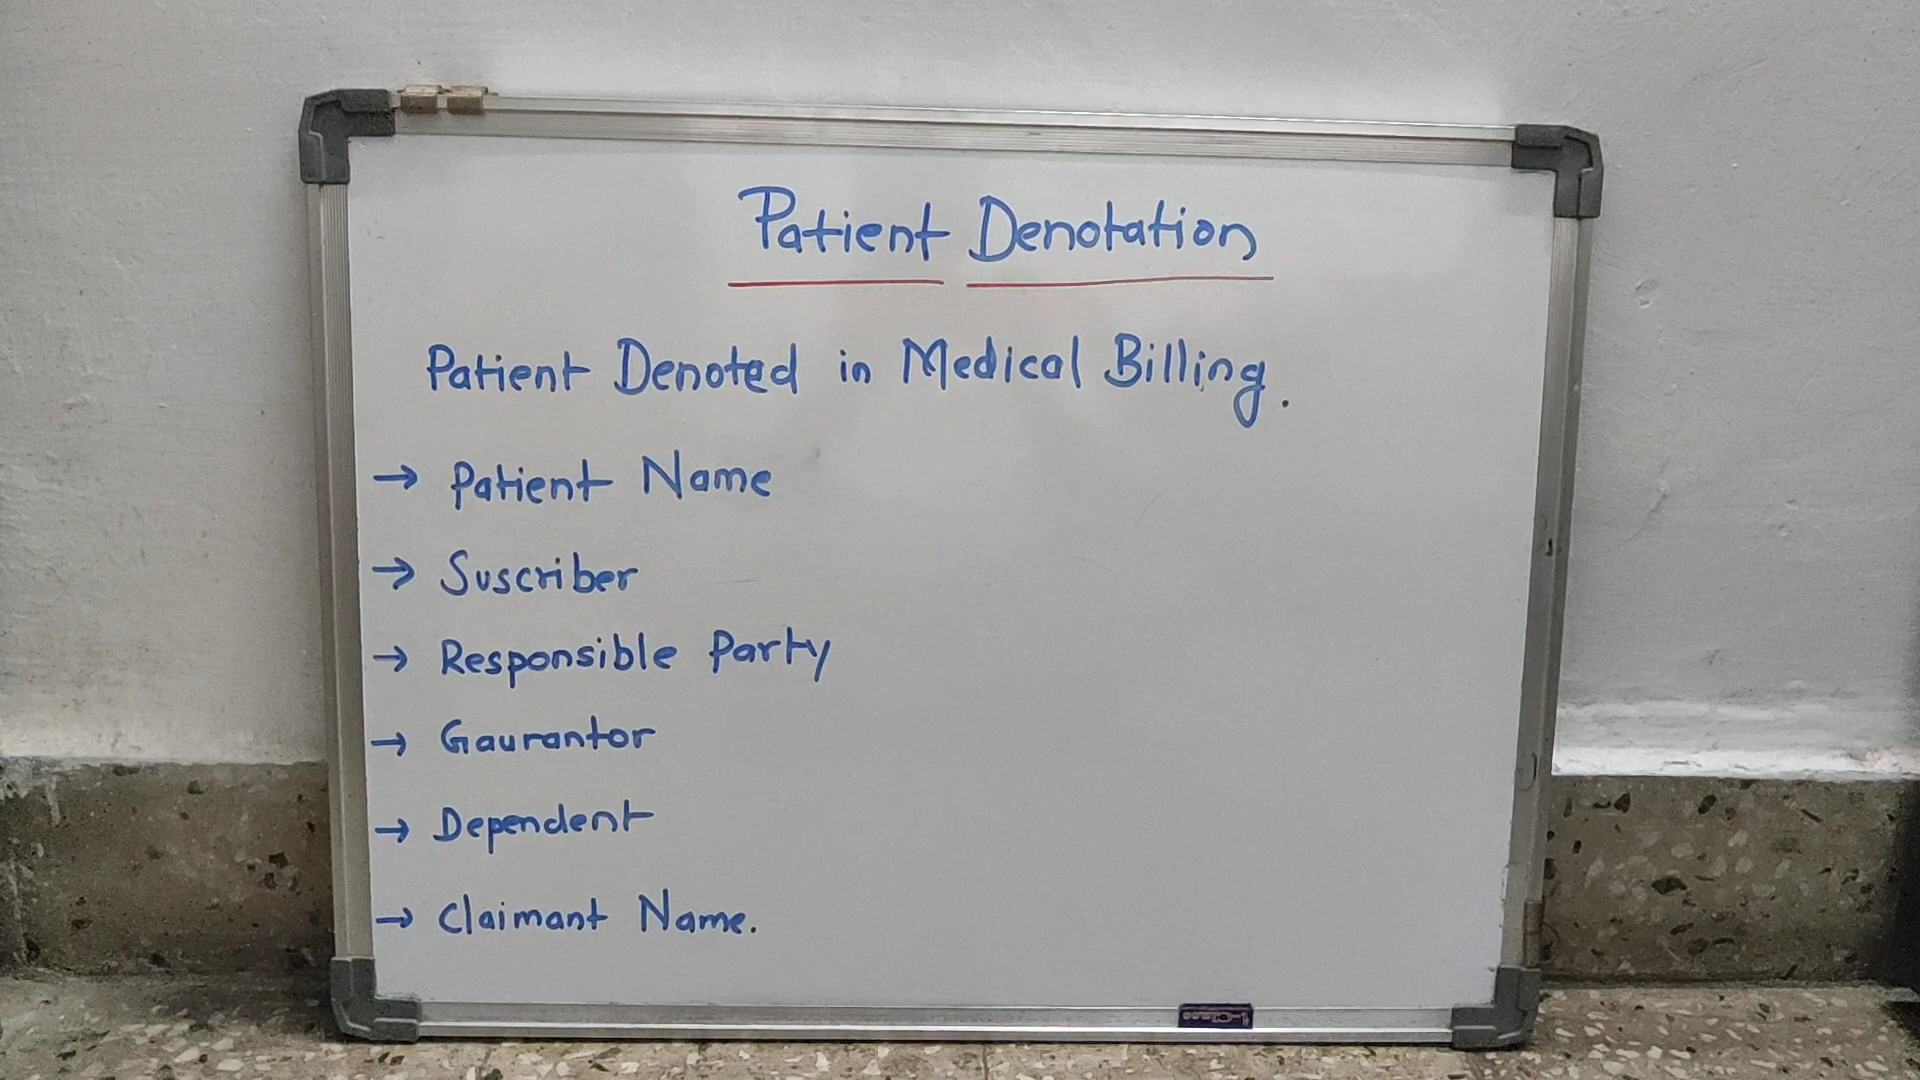 Patient Denotation
Patient Denoted in Medical Billing.
→ Patient Name
→ Suscriber
→ Responsible Party
→ Gaurantor
→ Dependent
→ Claimant Name.